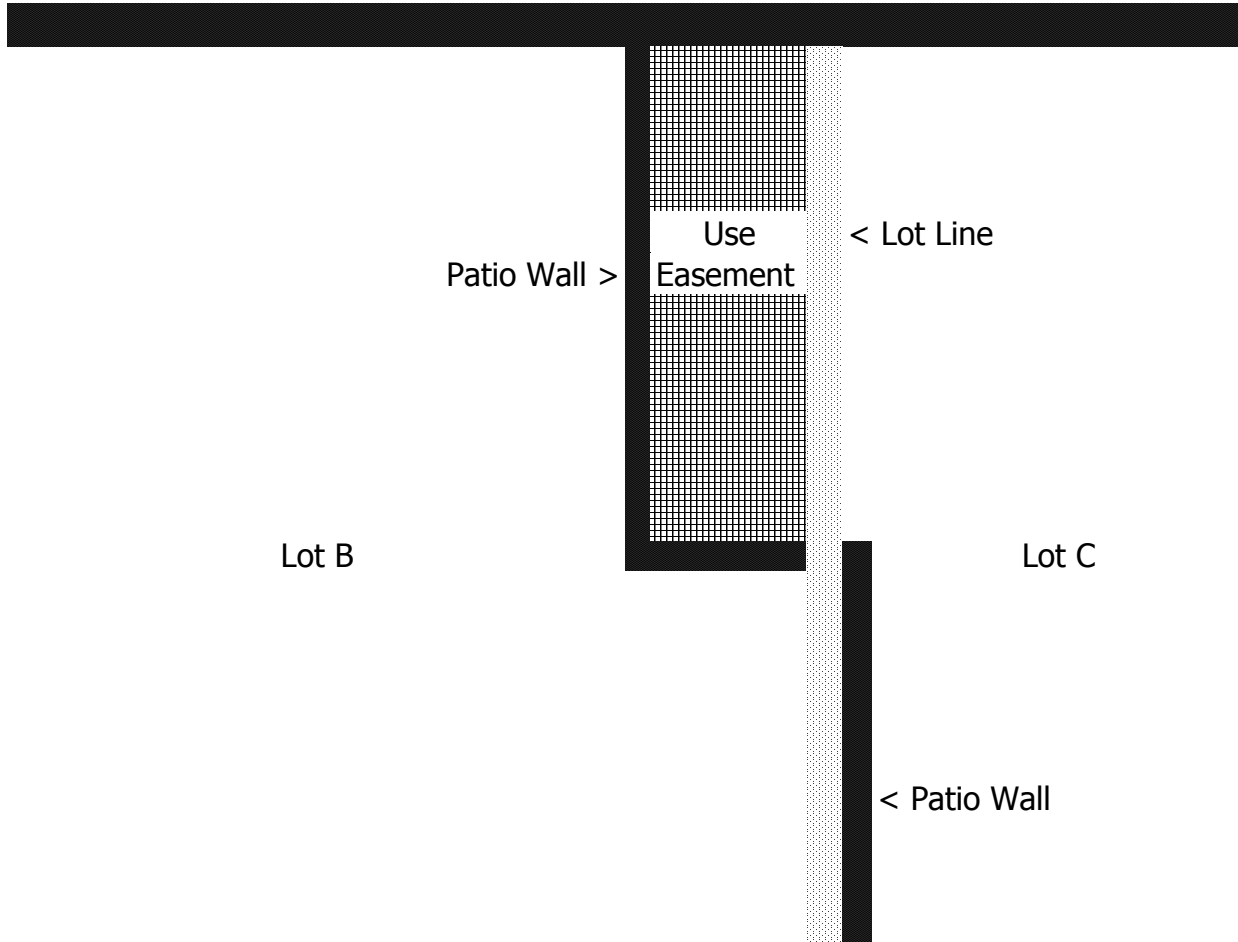 Use
< Lot Line
Patio Wall >
Easement
Lot B
Lot C
< Patio Wall